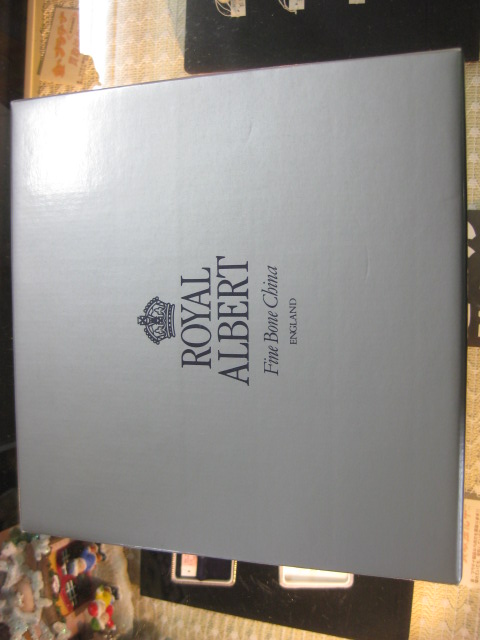 ROYAL
ALBERT
Fine Bone China
ENGLAND